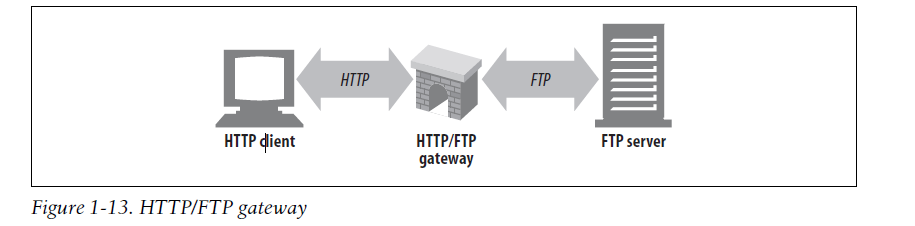 HTTP
FTP
HTTP client
HTTP/FTP
gateway
FTP server
Figure 1-13. HTTP/FTP gateway